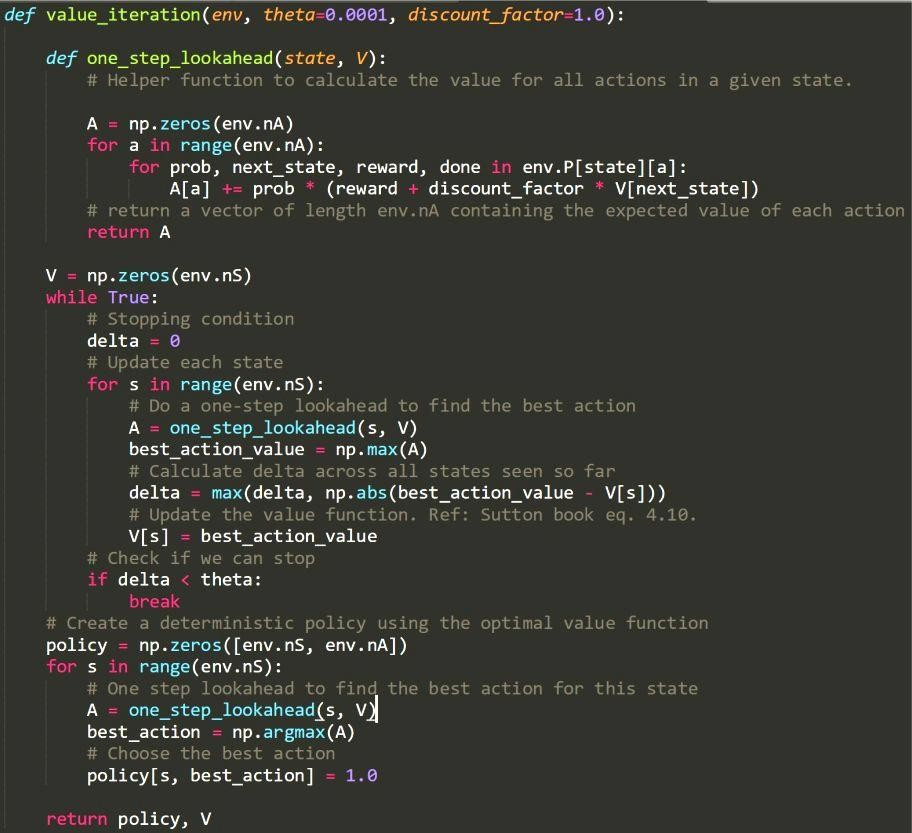 def value_iteration(env, theta=0.0001, discount_factor=1.0):
def one_step_lookahead(state, V):
# Helper function to calculate the value for all actions in a given state.
A = np.zeros(env.nA)
for a in range(env.nA):
for prob, next_state, reward, done in env.P[state][a]:
A[a] += prob * (reward + discount_factor * V[next_state])
# return a vector of length env.nA containing the expected value of each action
return A
V = np.zeros(env.nS)
while True:
# Stopping condition
delta = 0
# Update each state
for s in range(env.nS):
# Do a one-step lookahead to find the best action
A = one_step_lookahead(s, V)
best_action_value = np.max(A)
# Calculate delta across all states seen so far
delta = max(delta, np.abs(best_action_value - V[s]))
# Update the value function. Ref: Sutton book eq. 4.10.
V[s] = best_action_value
# Check if we can stop
if delta < theta:
break
# Create a deterministic policy using the optimal value function
policy = np.zeros([env.nS, env.nA])
for s in range(env.nS):
# One step lookahead to find the best action for this state
A = one_step_lookahead(s, V)
best_action = np.argmax(A)
# Choose the best action
policy[s, best_action] = 1.0
return policy, V